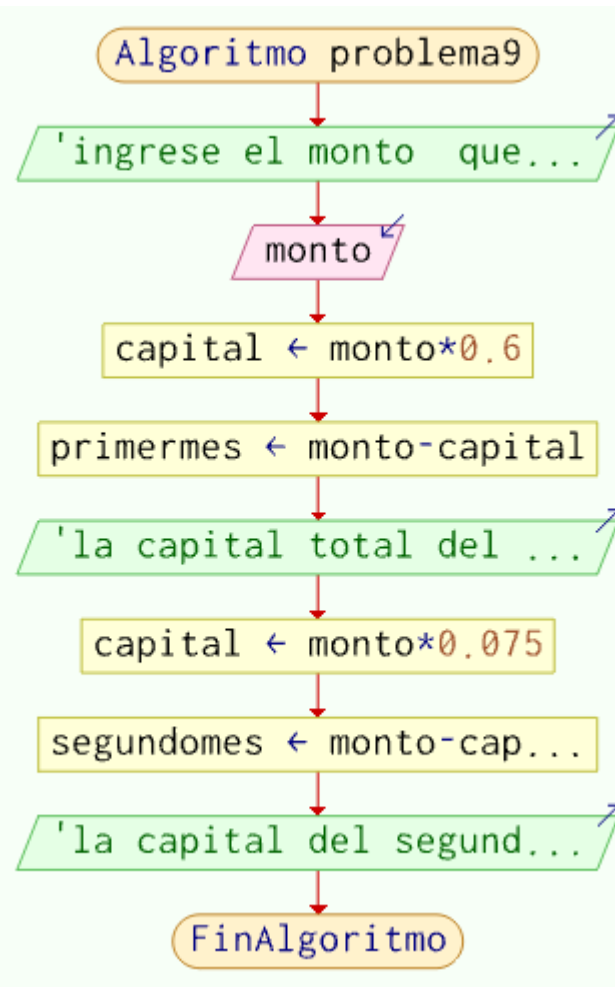 Algoritmo problema9
'ingrese el monto  que...
monto
capital ← monto*0.6
primermes ← monto-capital
'la capital total del ...
capital ← monto*0.075
segundomes ← monto-cap...
'la capital del segund...
FinAlgoritmo